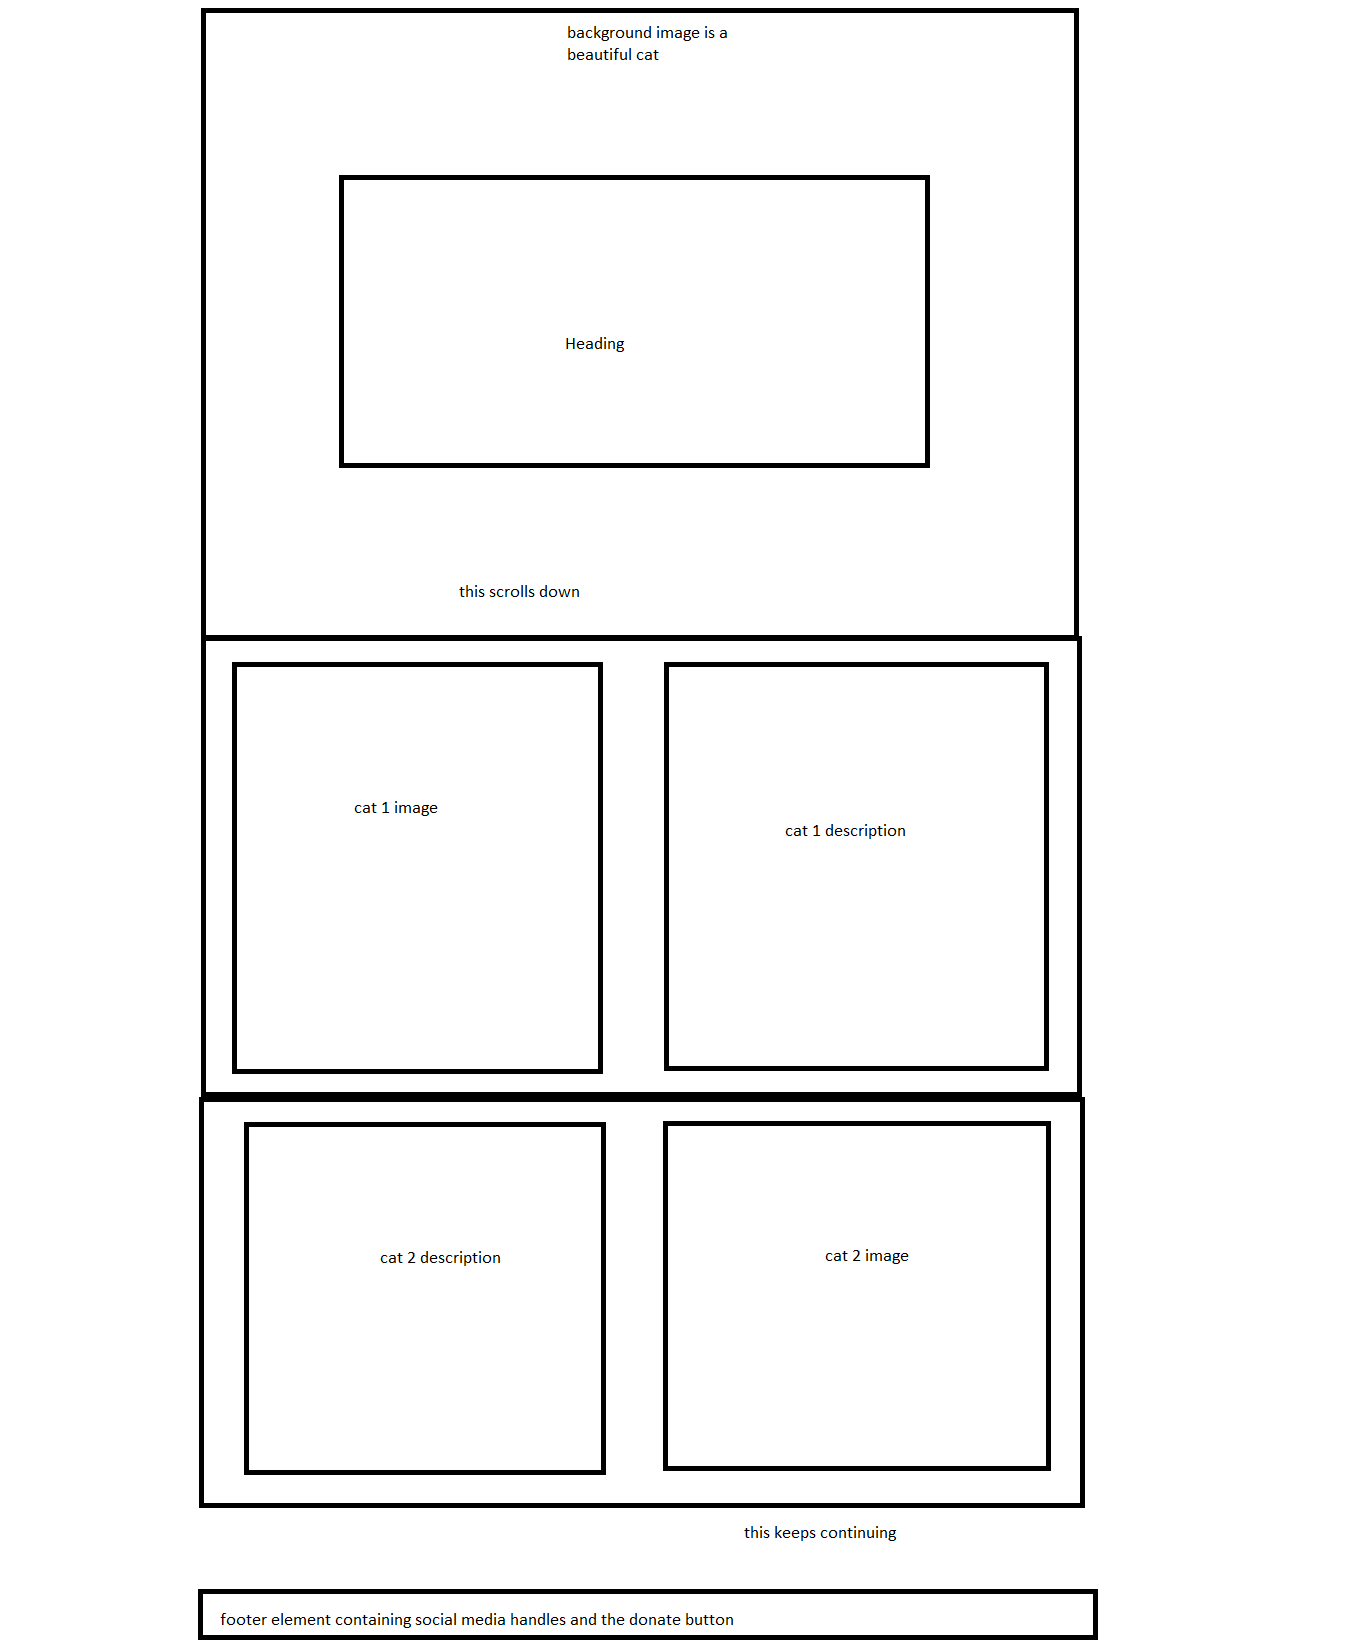 background image is a
beautiful cat
Heading
this scrolls down
cat 1 image
cat 1 description
cat 2 description
cat 2 image
this keeps continuing
footer element containing social media handles and the donate button